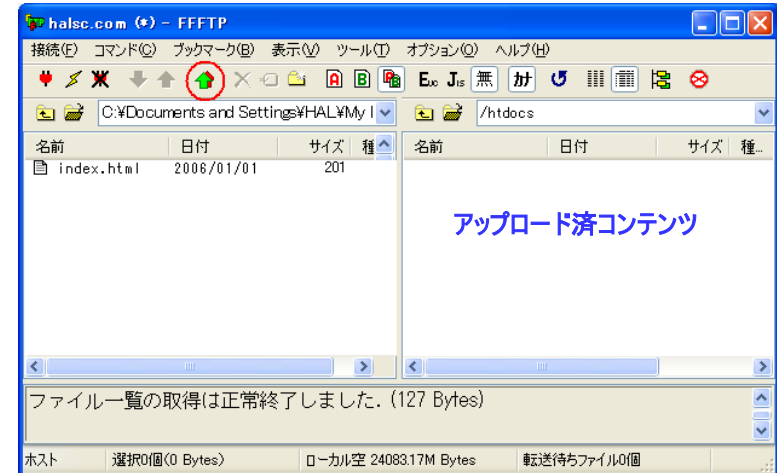 halsc.com (*) - FFFTP
接続(F) コマンド(C) ブックマーク(B) 表示(V) ツール(T) オプション(O) ヘルプ(H)
A B Euc Jis 無 カナ
C:¥Documents and Settings¥HAL¥My /htdocs
名前 日付 サイズ 種 名前 日付 サイズ 種...
index.html 2006/01/01 201
アップロード済コンテンツ
ファイル一覧の取得は正常終了しました. (127 Bytes)
ホスト 選択0個(0 Bytes) ローカル空 24083.17M Bytes 転送待ちファイル0個